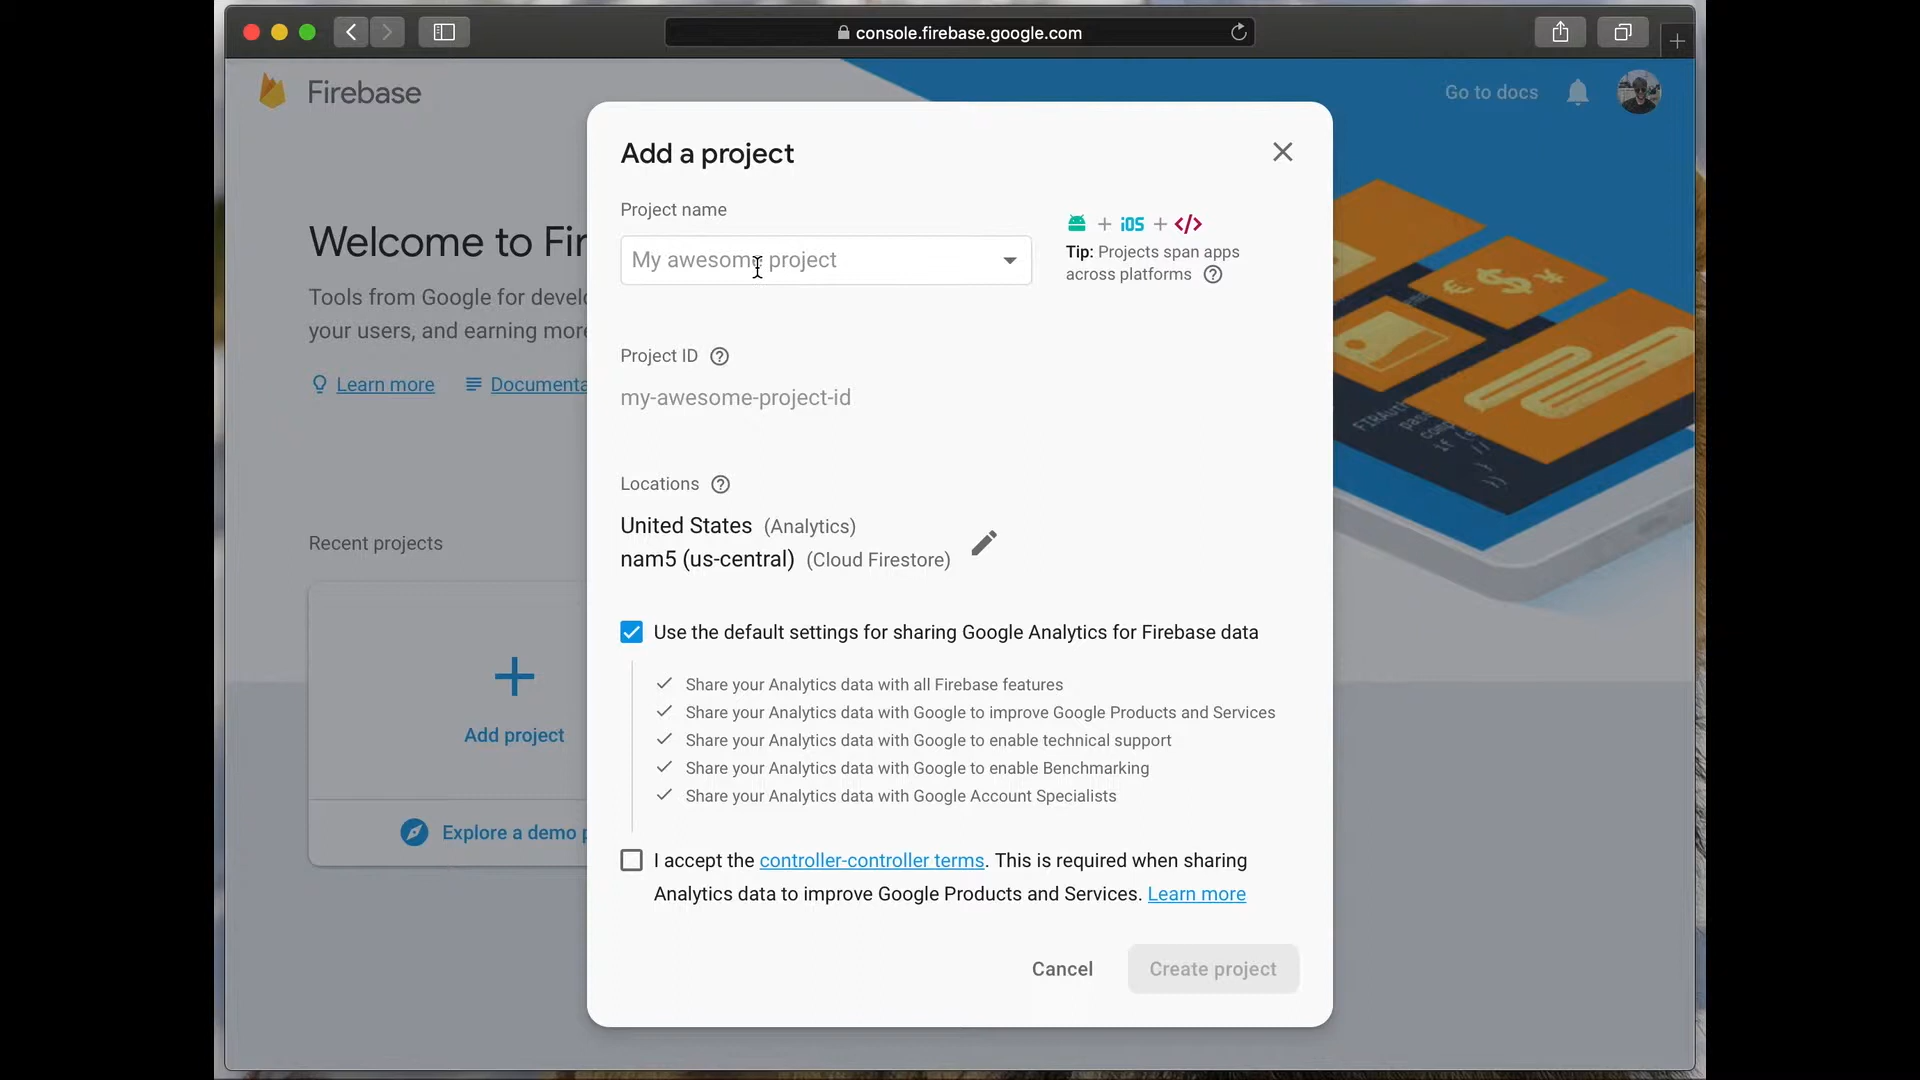 console.firebase.google.com
Firebase
Go to docs
Welcome to Fir
Tools from Google for develo
your users, and earning more
Learn more
Documenta
Recent projects
Add project
Explore a demo p
Add a project
Project name
My awesome project
+ iOS + </>
Tip: Projects span apps
across platforms
Project ID
my-awesome-project-id
Locations
United States (Analytics)
nam5 (us-central) (Cloud Firestore)
Use the default settings for sharing Google Analytics for Firebase data
Share your Analytics data with all Firebase features
Share your Analytics data with Google to improve Google Products and Services
Share your Analytics data with Google to enable technical support
Share your Analytics data with Google to enable Benchmarking
Share your Analytics data with Google Account Specialists
I accept the controller-controller terms. This is required when sharing
Analytics data to improve Google Products and Services. Learn more
Cancel
Create project